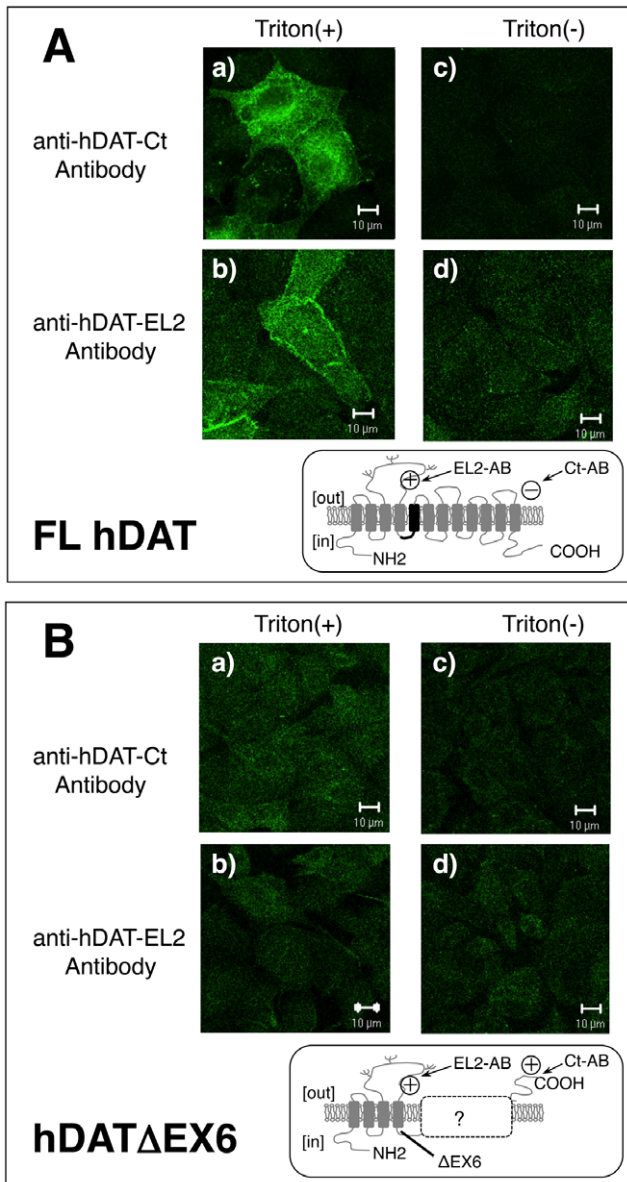 A
Triton(+)
Triton(-)
anti-hDAT-Ct
Antibody
a)
10 µm
c)
10 µm
anti-hDAT-EL2
Antibody
b)
10 µm
d)
10 µm
FL hDAT
[out]
[in]
NH2
+
EL2-AB
−
Ct-AB
COOH
B
Triton(+)
Triton(-)
anti-hDAT-Ct
Antibody
a)
10 µm
c)
10 µm
anti-hDAT-EL2
Antibody
b)
10 µm
d)
10 µm
hDATΔEX6
[out]
[in]
NH2
+
EL2-AB
?
ΔEX6
+
Ct-AB
COOH